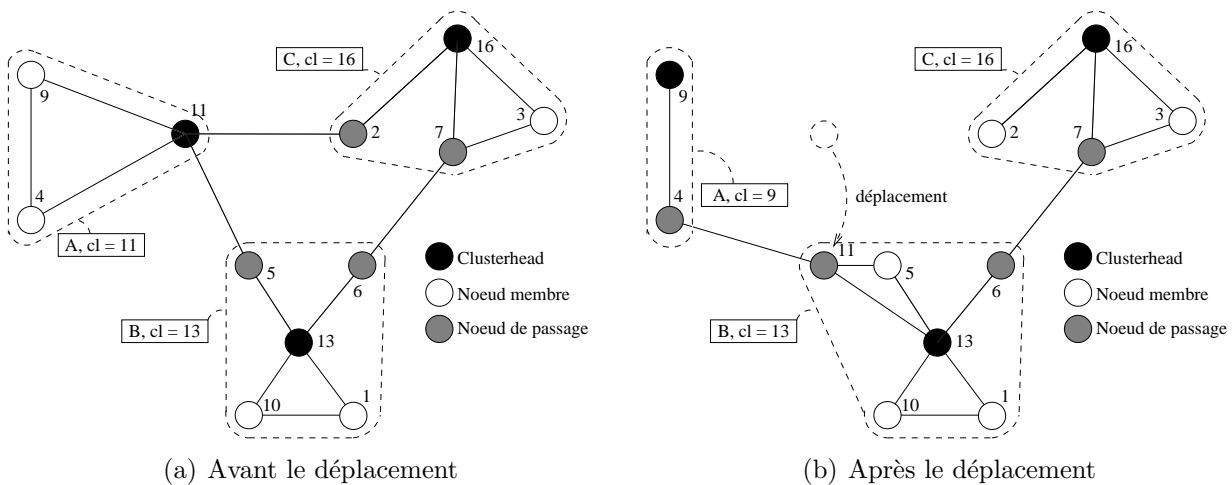 C, cl = 16
16
2
7
3
11
9
4
A, cl = 11
5
6
B, cl = 13
13
10
1
Clusterhead
Noeud membre
Noeud de passage
(a) Avant le déplacement
C, cl = 16
16
2
7
3
9
4
A, cl = 9
déplacement
11
5
6
B, cl = 13
13
10
1
Clusterhead
Noeud membre
Noeud de passage
(b) Après le déplacement